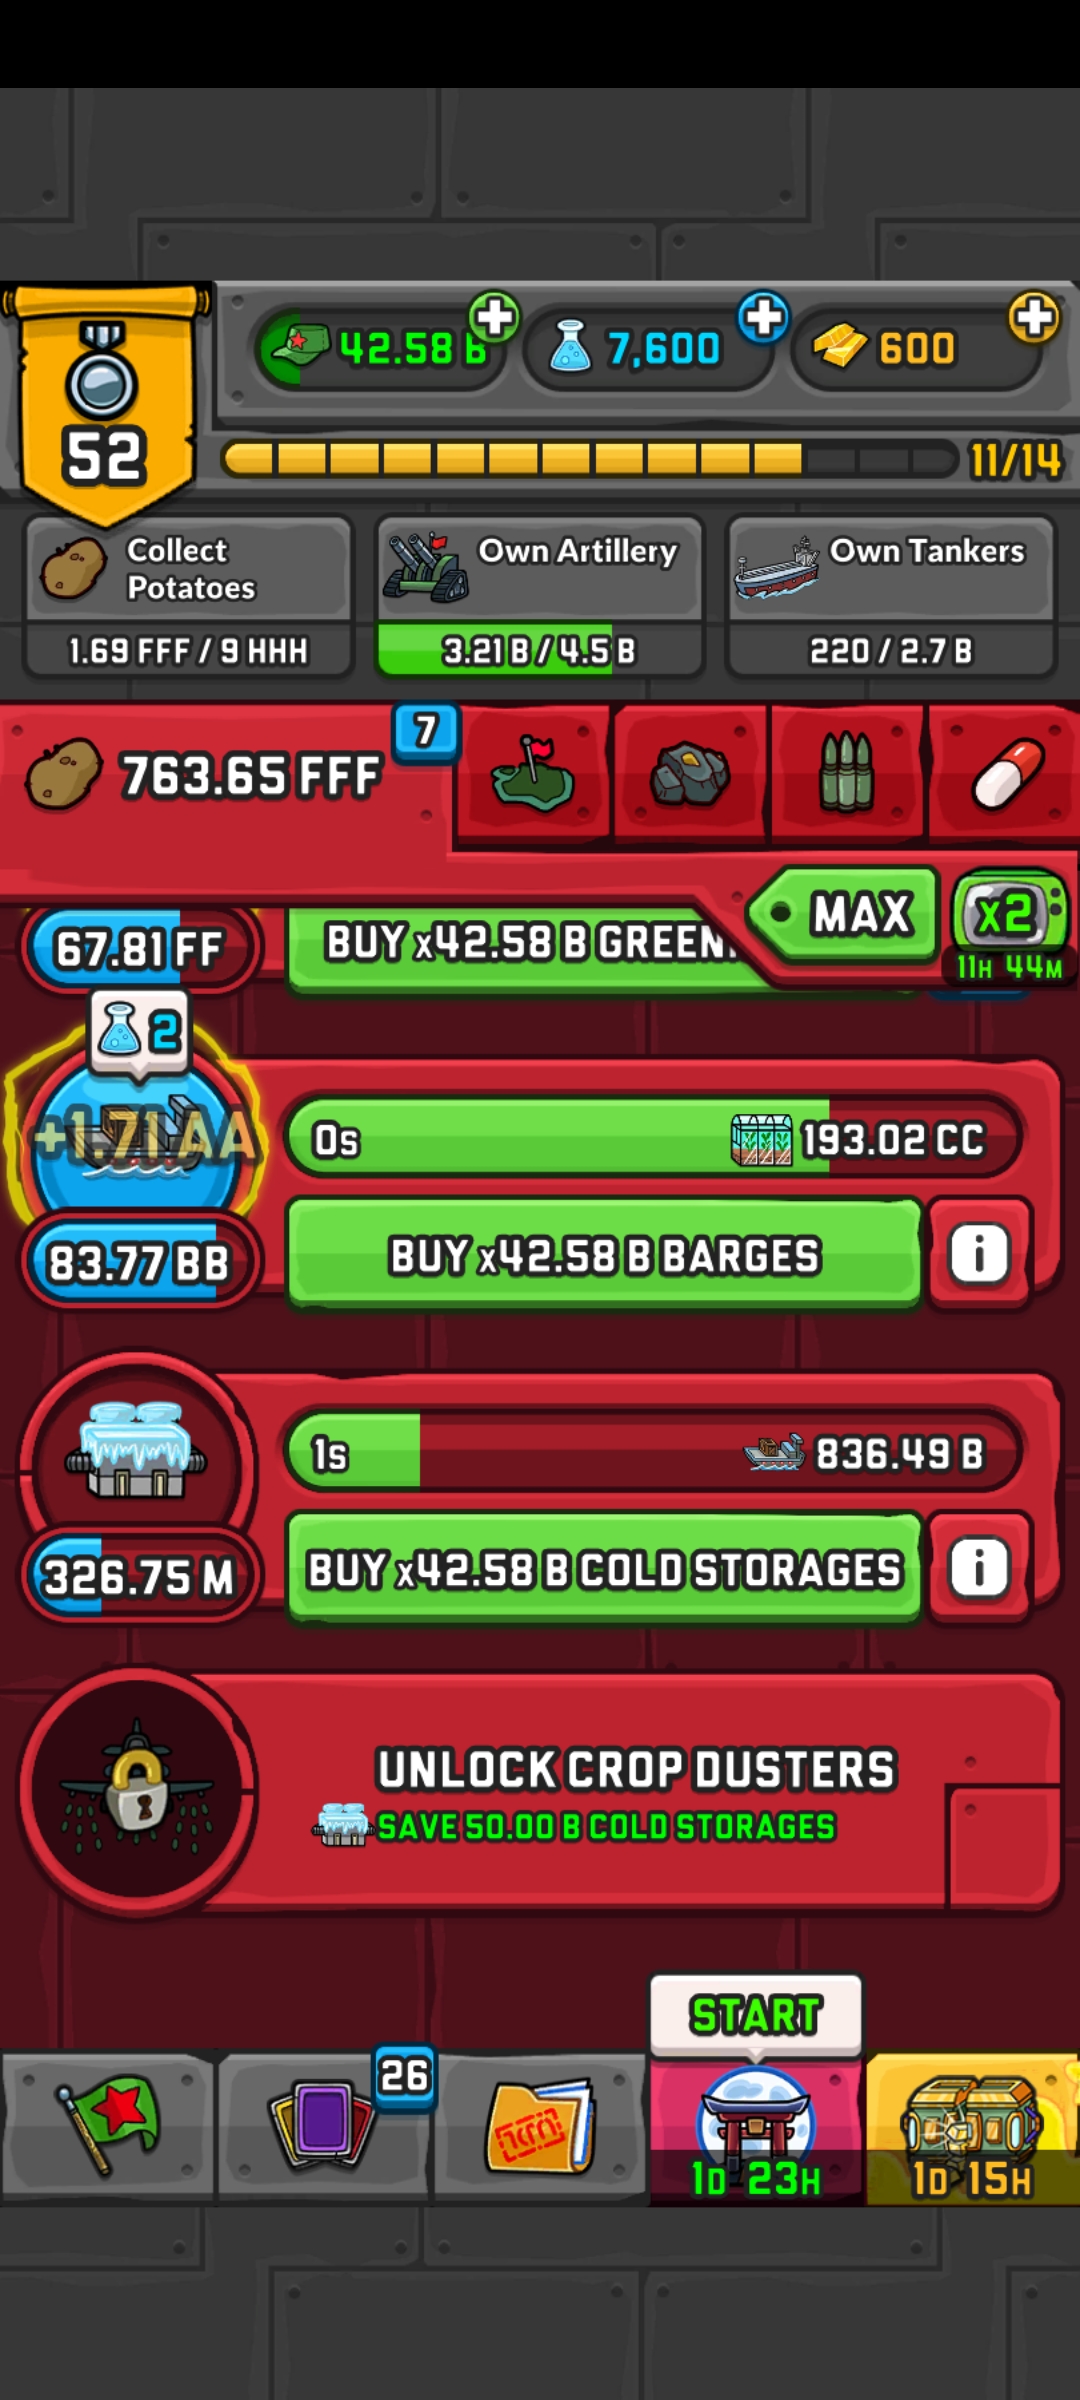 42.58 B
7,600
600
52
11/14
Collect
Potatoes
1.69 FFF / 9 HHH
Own Artillery
3.21 B / 4.5 B
Own Tankers
220 / 2.7 B
763.65 FFF
7
MAX
x2
11H 44M
67.81 FF
BUY x42.58 B GREEN
2
+1.71 AA
0s
193.02 CC
83.77 BB
BUY x42.58 B BARGES
i
1s
836.49 B
326.75 M
BUY x42.58 B COLD STORAGES
i
UNLOCK CROP DUSTERS
SAVE 50.00 B COLD STORAGES
START
26
1D 23H
1D 15H